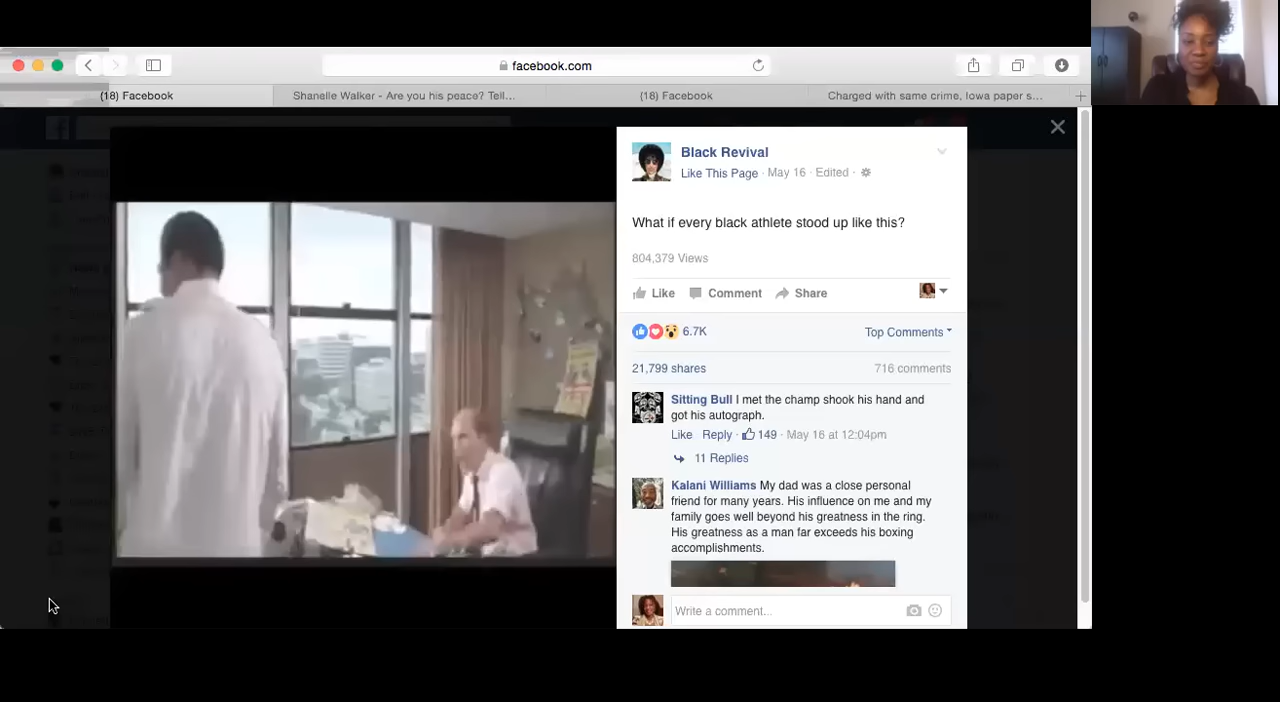 facebook.com
(18) Facebook
Shanelle Walker - Are you his peace? Tell...
(18) Facebook
Charged with same crime, Iowa paper s...
Black Revival
Like This Page · May 16 · Edited ·
What if every black athlete stood up like this?
804,379 Views
Like Comment Share
6.7K
Top Comments
21,799 shares
716 comments
Sitting Bull I met the champ shook his hand and
got his autograph.
Like Reply · 149 · May 16 at 12:04pm
11 Replies
Kalani Williams My dad was a close personal
friend for many years. His influence on me and my
family goes well beyond his greatness in the ring.
His greatness as a man far exceeds his boxing
accomplishments.
Write a comment...